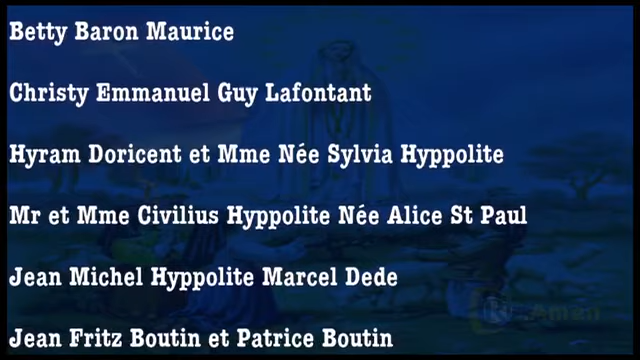 Betty Baron Maurice
Christy Emmanuel Guy Lafontant
Hyram Doricent et Mme Née Sylvia Hyppolite
Mr et Mme Civilius Hyppolite Née Alice St Paul
Jean Michel Hyppolite Marcel Dede
Jean Fritz Boutin et Patrice Boutin